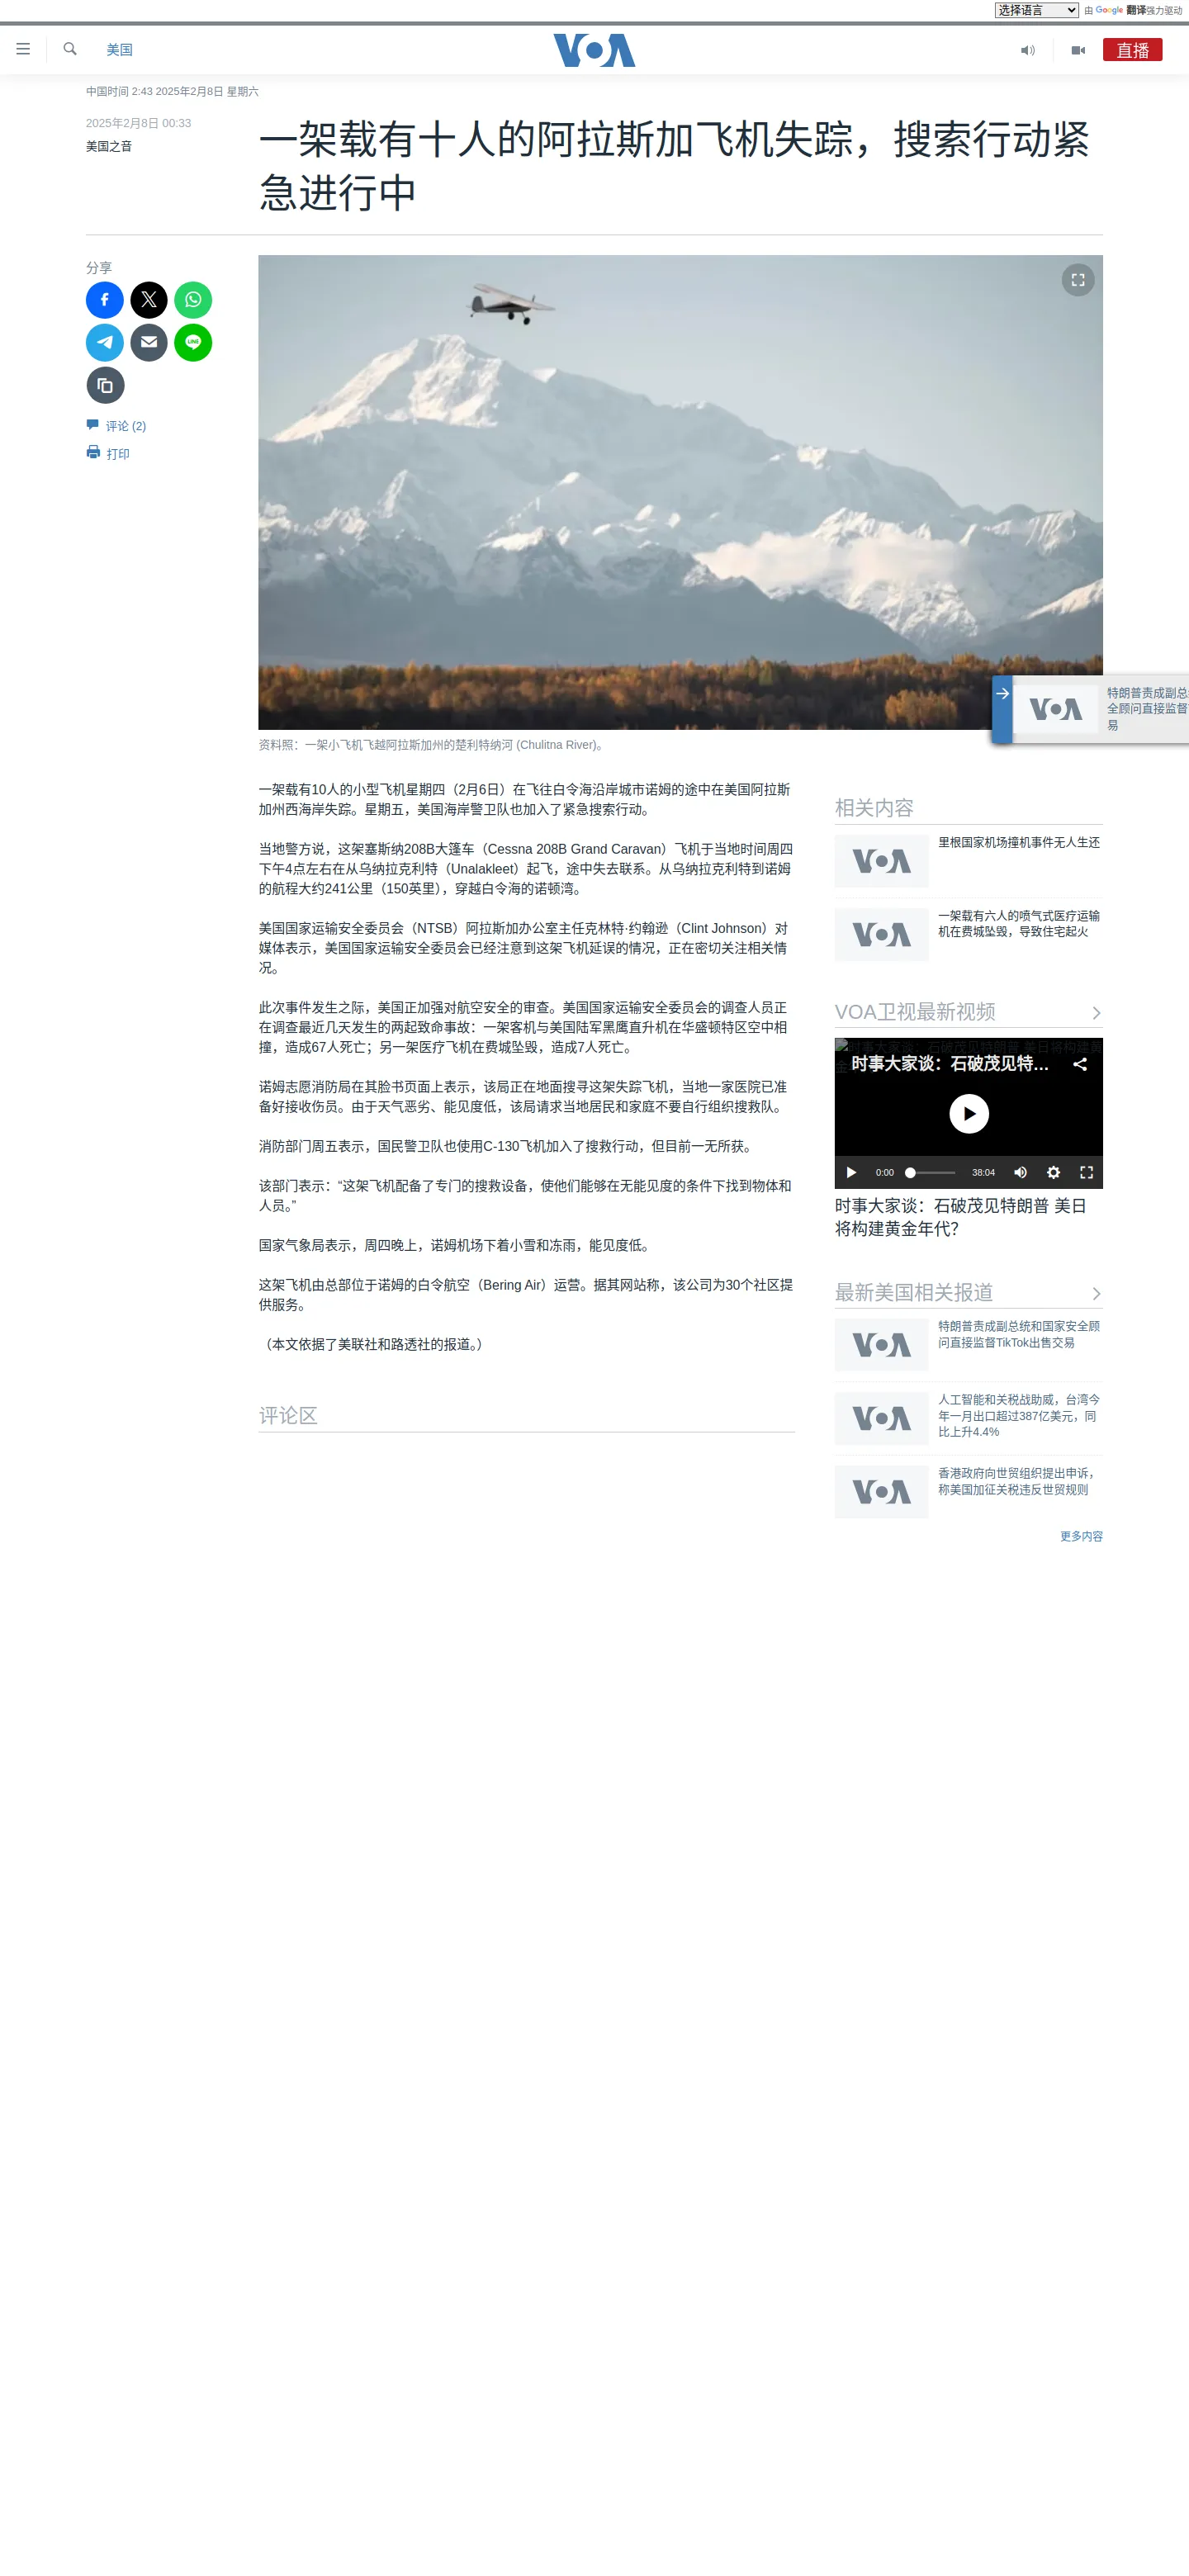 选择语言 由 Google 翻译强力驱动
美国
VOA
直播
中国时间 2:43 2025年2月8日 星期六
2025年2月8日 00:33
美国之音
一架载有十人的阿拉斯加飞机失踪，搜索行动紧
急进行中
分享
LINE
评论 (2)
打印
VOA
特朗普责成副总
全顾问直接监督
易
资料照：一架小飞机飞越阿拉斯加州的楚利特纳河 (Chulitna River)。
一架载有10人的小型飞机星期四（2月6日）在飞往白令海沿岸城市诺姆的途中在美国阿拉斯
加州西海岸失踪。星期五，美国海岸警卫队也加入了紧急搜索行动。
当地警方说，这架塞斯纳208B大篷车（Cessna 208B Grand Caravan）飞机于当地时间周四
下午4点左右在从乌纳拉克利特（Unalakleet）起飞，途中失去联系。从乌纳拉克利特到诺姆
的航程大约241公里（150英里），穿越白令海的诺顿湾。
美国国家运输安全委员会（NTSB）阿拉斯加办公室主任克林特·约翰逊（Clint Johnson）对
媒体表示，美国国家运输安全委员会已经注意到这架飞机延误的情况，正在密切关注相关情
况。
此次事件发生之际，美国正加强对航空安全的审查。美国国家运输安全委员会的调查人员正
在调查最近几天发生的两起致命事故：一架客机与美国陆军黑鹰直升机在华盛顿特区空中相
撞，造成67人死亡；另一架医疗飞机在费城坠毁，造成7人死亡。
诺姆志愿消防局在其脸书页面上表示，该局正在地面搜寻这架失踪飞机，当地一家医院已准
备好接收伤员。由于天气恶劣、能见度低，该局请求当地居民和家庭不要自行组织搜救队。
消防部门周五表示，国民警卫队也使用C-130飞机加入了搜救行动，但目前一无所获。
该部门表示：“这架飞机配备了专门的搜救设备，使他们能够在无能见度的条件下找到物体和
人员。”
国家气象局表示，周四晚上，诺姆机场下着小雪和冻雨，能见度低。
这架飞机由总部位于诺姆的白令航空（Bering Air）运营。据其网站称，该公司为30个社区提
供服务。
（本文依据了美联社和路透社的报道。）
评论区
相关内容
VOA
里根国家机场撞机事件无人生还
VOA
一架载有六人的喷气式医疗运输
机在费城坠毁，导致住宅起火
VOA卫视最新视频
时事大家谈：石破茂见特朗普 美日将构建黄
金
时事大家谈：石破茂见特...
0:00 38:04
时事大家谈：石破茂见特朗普 美日
将构建黄金年代？
最新美国相关报道
VOA
特朗普责成副总统和国家安全顾
问直接监督TikTok出售交易
VOA
人工智能和关税战助威，台湾今
年一月出口超过387亿美元，同
比上升4.4%
VOA
香港政府向世贸组织提出申诉，
称美国加征关税违反世贸规则
更多内容